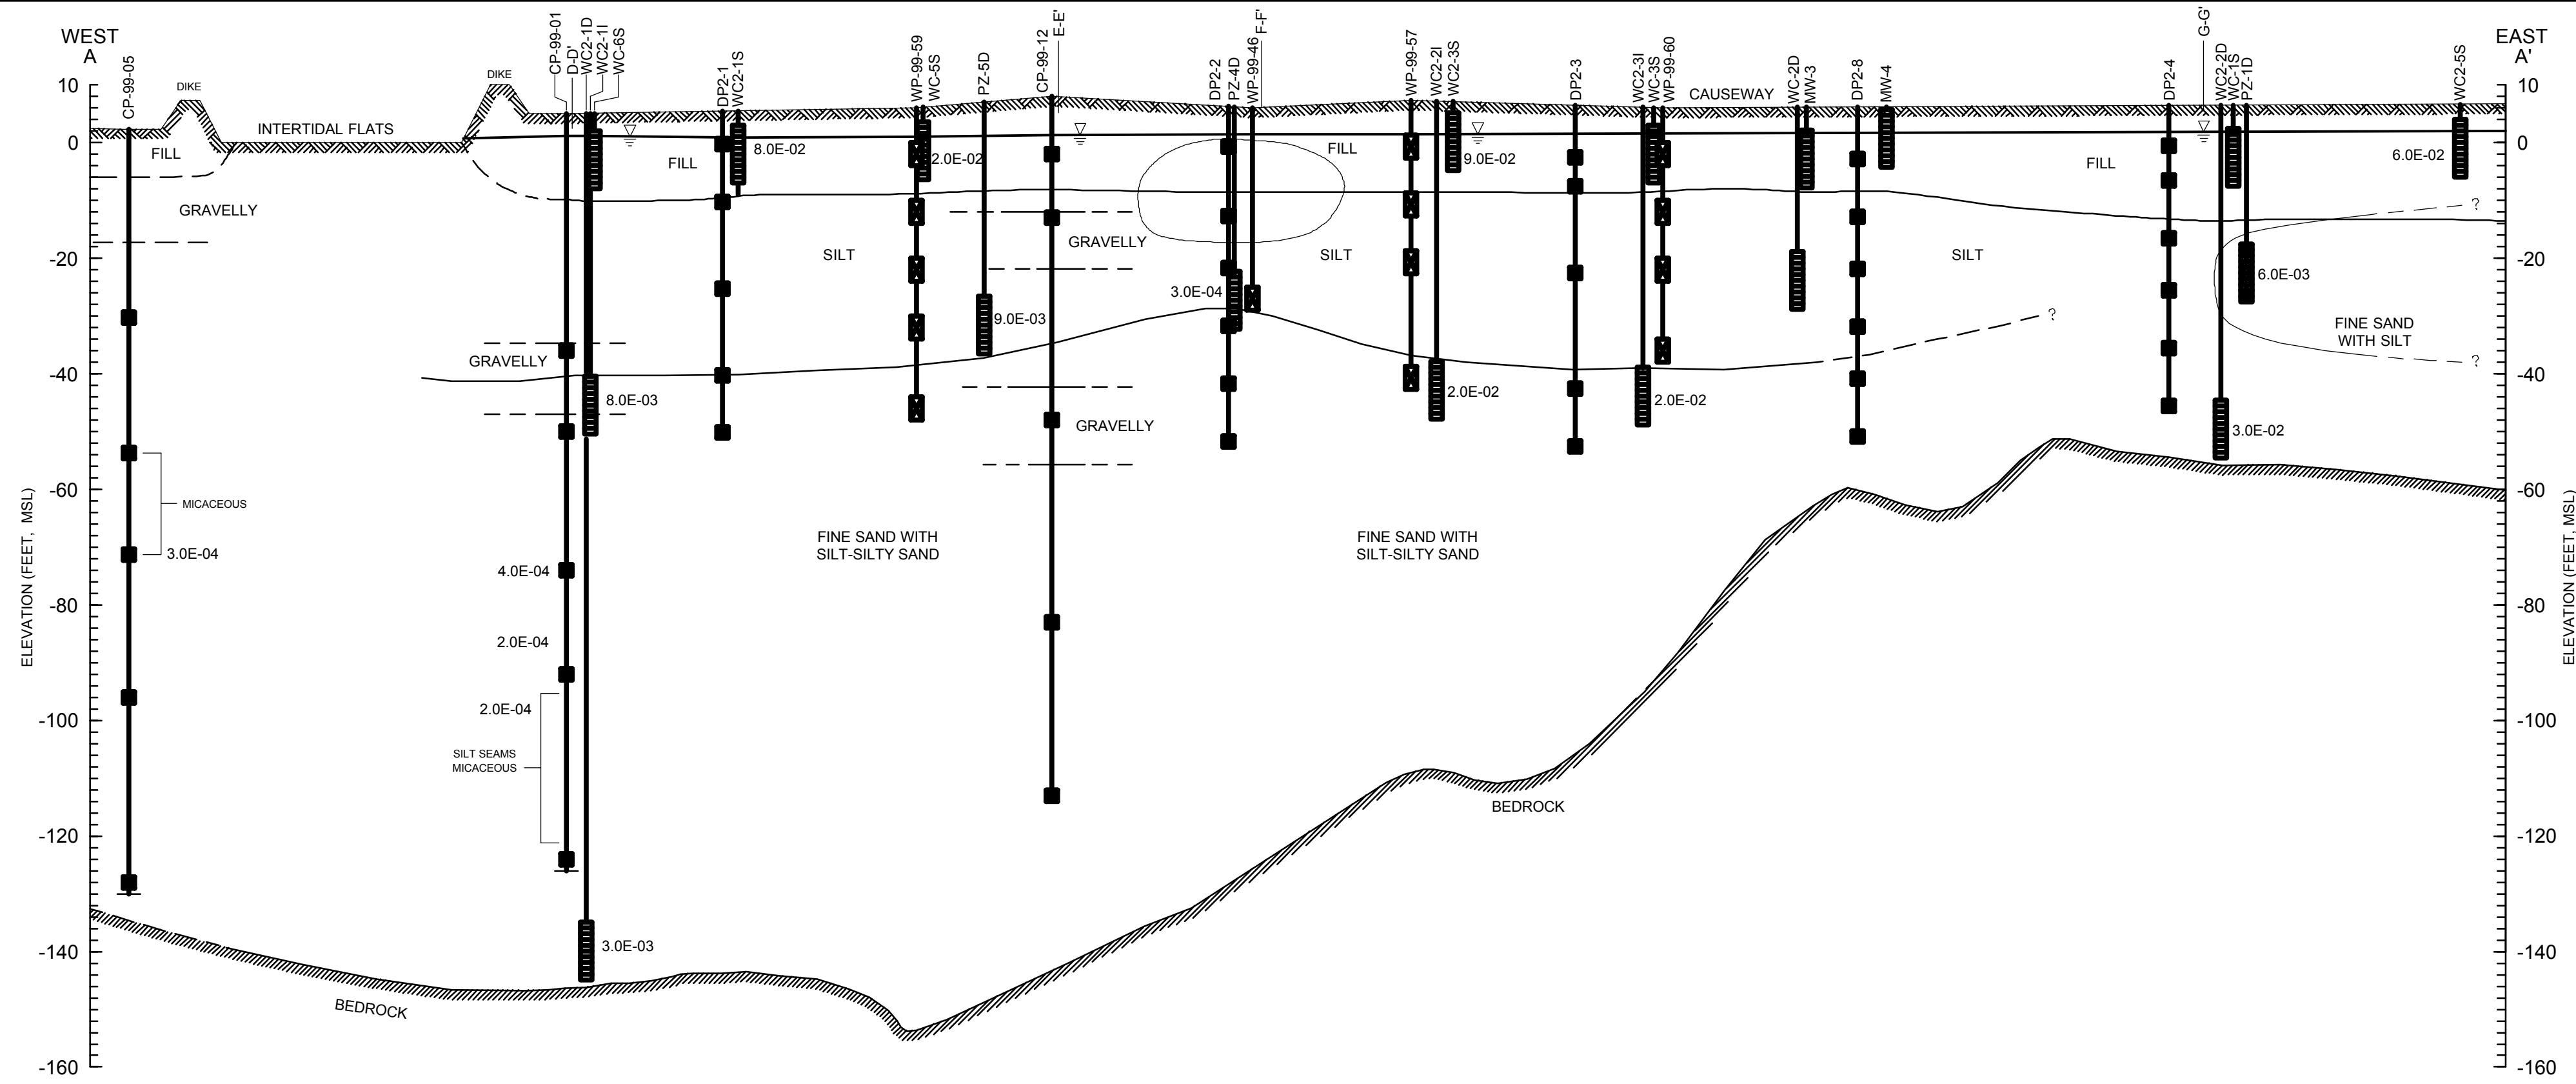 WEST
A
CP-99-05
CP-99-01
D-D'
WC2-1D
WC2-1I
WC-6S
DP2-1
WC2-1S
WP-99-59
WC-5S
PZ-5D
CP-99-12
E-E'
DP2-2
PZ-4D
WP-99-46
F-F'
WP-99-57
WC2-2I
WC2-3S
DP2-3
WC2-3I
WC-3S
WP-99-60
WC-2D
MW-3
DP2-8
MW-4
DP2-4
G-G'
WC2-2D
WC-1S
PZ-1D
WC2-5S
EAST
A'
DIKE
DIKE
CAUSEWAY
10
0
-20
-40
-60
-80
-100
-120
-140
-160
ELEVATION (FEET, MSL)
INTERTIDAL FLATS
FILL
GRAVELLY
FILL
8.0E-02
2.0E-02
FILL
9.0E-02
FILL
6.0E-02
SILT
GRAVELLY
SILT
SILT
?
6.0E-03
3.0E-04
9.0E-03
?
FINE SAND
WITH SILT
?
GRAVELLY
8.0E-03
2.0E-02
2.0E-02
GRAVELLY
3.0E-02
MICACEOUS
3.0E-04
FINE SAND WITH
SILT-SILTY SAND
FINE SAND WITH
SILT-SILTY SAND
4.0E-04
2.0E-04
2.0E-04
SILT SEAMS
MICACEOUS
BEDROCK
3.0E-03
BEDROCK
10
0
-20
-40
-60
-80
-100
-120
-140
-160
ELEVATION (FEET, MSL)